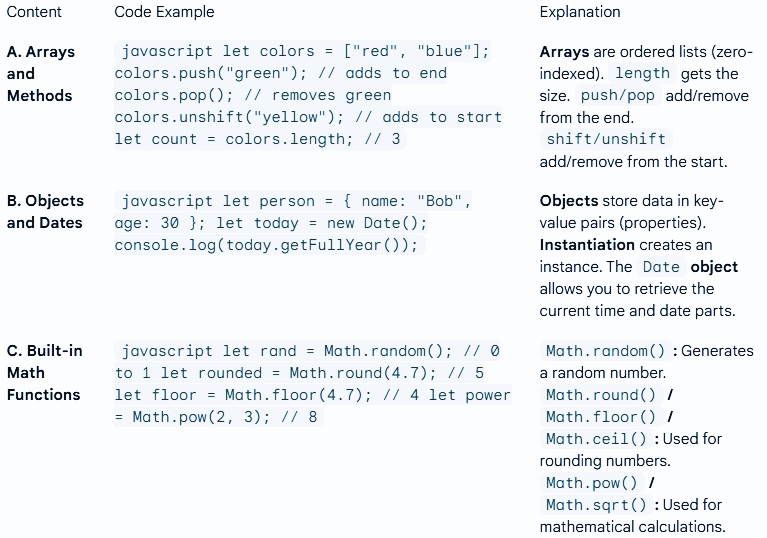 Content Code Example Explanation
A. Arrays and Methods
javascript let colors = ["red", "blue"];
colors.push("green"); // adds to end
colors.pop(); // removes green
colors.unshift("yellow"); // adds to start
let count = colors.length; // 3
Arrays are ordered lists (zero-
indexed). length gets the
size. push/pop add/remove
from the end.
shift/unshift
add/remove from the start.
B. Objects
and Dates
javascript let person = { name: "Bob",
age: 30 }; let today = new Date();
console.log(today.getFullYear());
Objects store data in key-
value pairs (properties).
Instantiation creates an
instance. The Date object
allows you to retrieve the
current time and date parts.
C. Built-in
Math
Functions
javascript let rand = Math.random(); // 0
to 1 let rounded = Math.round(4.7); // 5
let floor = Math.floor(4.7); // 4 let power
= Math.pow(2, 3); // 8
Math.random() : Generates
a random number.
Math.round() /
Math.floor() /
Math.ceil() : Used for
rounding numbers.
Math.pow() /
Math.sqrt() : Used for
mathematical calculations.